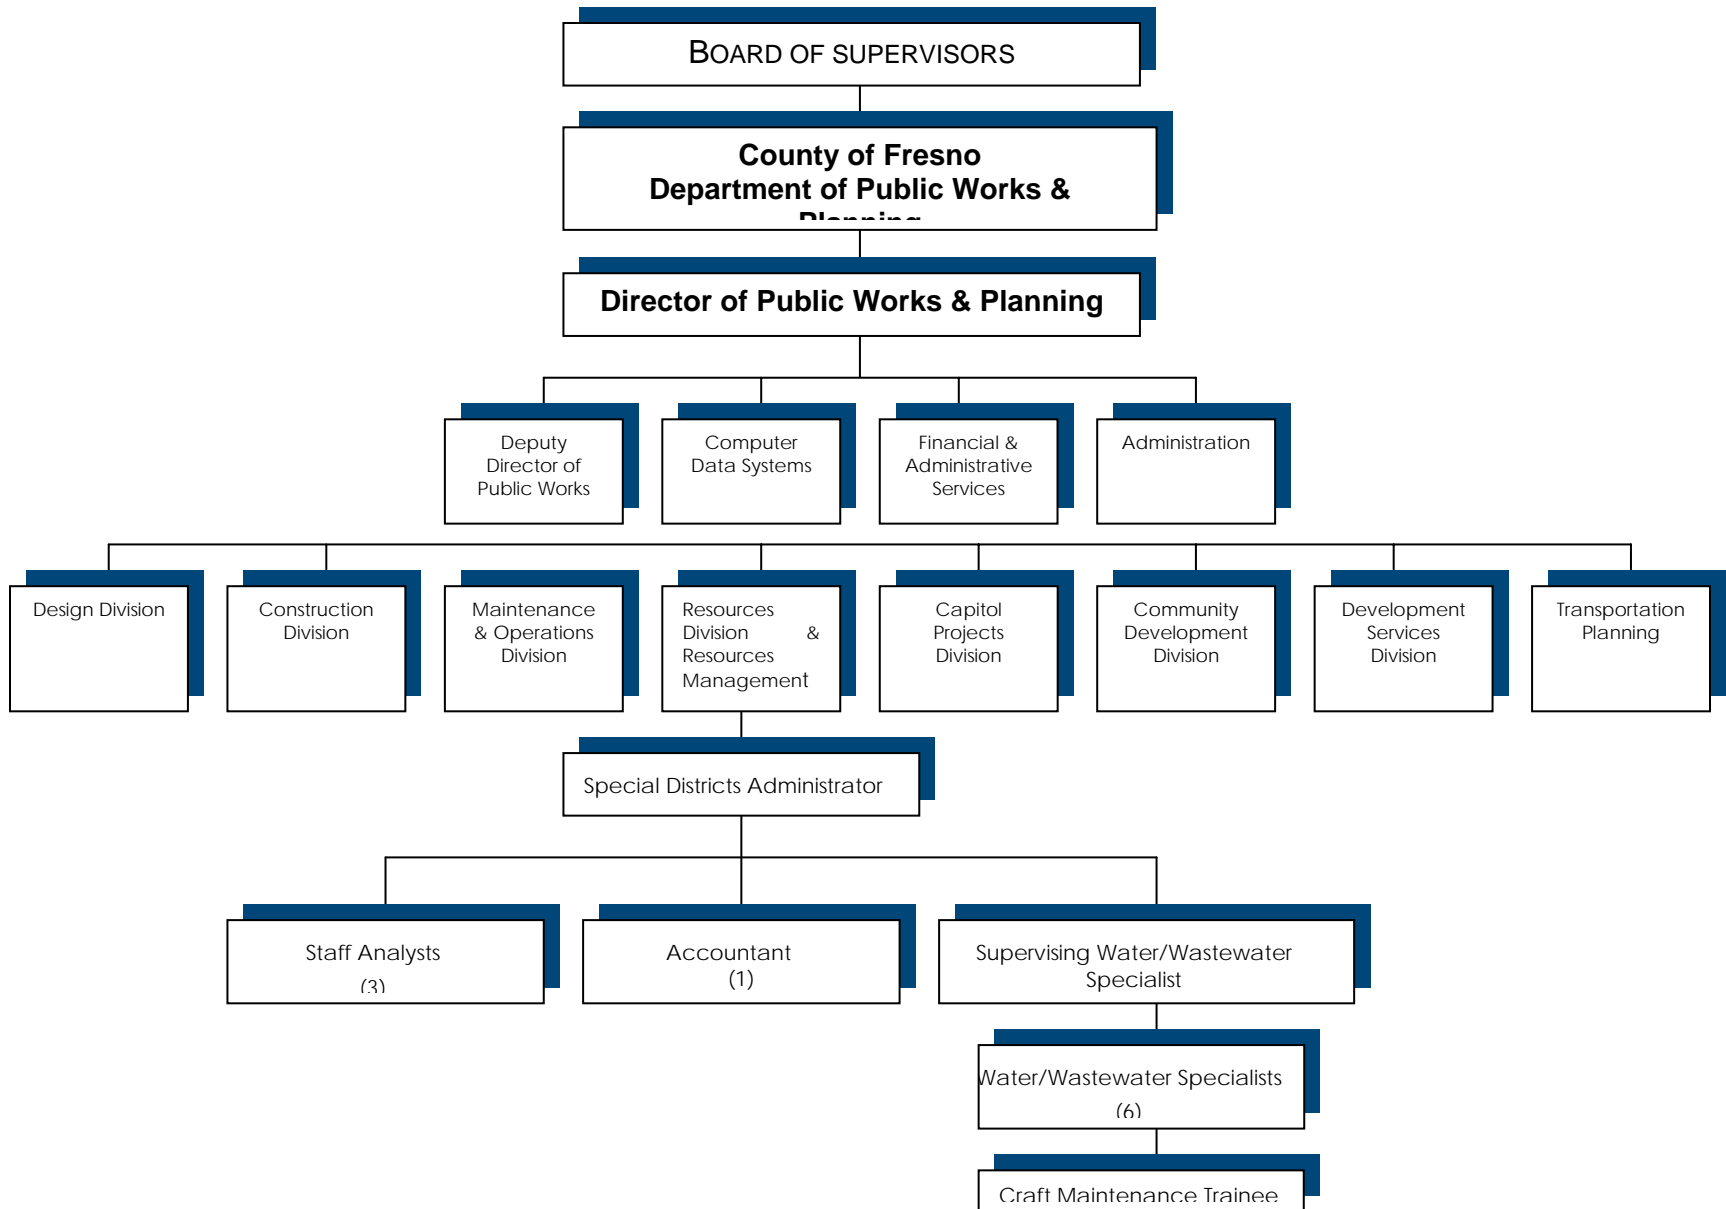 BOARD OF SUPERVISORS
County of Fresno
Department of Public Works &
Planning
Director of Public Works & Planning
Deputy
Director of
Public Works
Computer
Data Systems
Financial &
Administrative
Services
Administration
Design Division
Construction
Division
Maintenance
& Operations
Division
Resources
Division &
Resources
Management
Capitol
Projects
Division
Community
Development
Division
Development
Services
Division
Transportation
Planning
Special Districts Administrator
Staff Analysts
(3)
Accountant
(1)
Supervising Water/Wastewater
Specialist
Water/Wastewater Specialists
(6)
Craft Maintenance Trainee